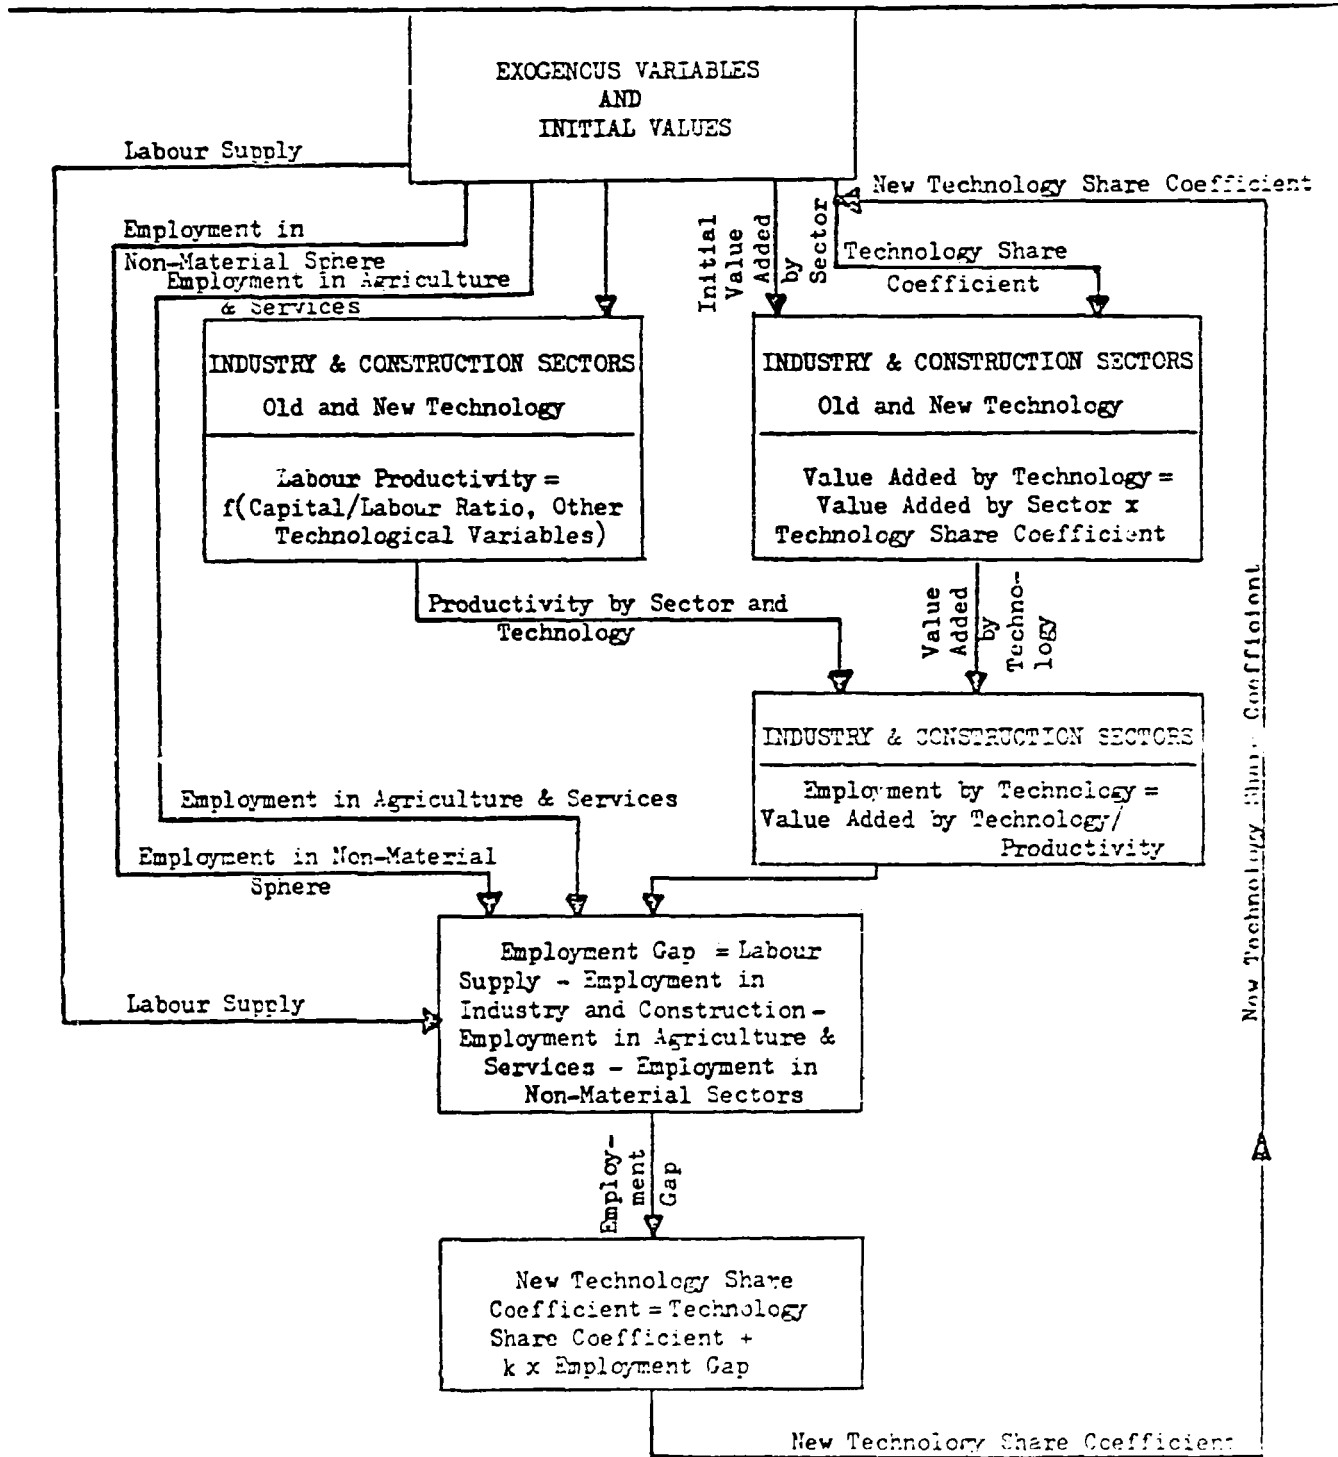 EXOGENCUS VARIABLES
AND
INITIAL VALUES
Labour Supply
New Technology Share Coefficient
Employment in
Non-Material Sphere
Employment in Agriculture
& Services
Initial
Value
Added
by
Sector
Technology Share
Coefficient
INDUSTRY & CONSTRUCTION SECTORS
Old and New Technology
Labour Productivity =
f(Capital/Labour Ratio, Other
Technological Variables)
INDUSTRY & CONSTRUCTION SECTORS
Old and New Technology
Value Added by Technology =
Value Added by Sector x
Technology Share Coefficient
Productivity by Sector and
Technology
Value
Added
by
Techno-
logy
New Technology Share Coefficient
INDUSTRY & CONSTRUCTION SECTORS
Employment by Technology =
Value Added by Technology/
Productivity
Employment in Agriculture & Services
Employment in Non-Material
Sphere
Labour Supply
Employment Gap = Labour
Supply - Employment in
Industry and Construction -
Employment in Agriculture &
Services - Employment in
Non-Material Sectors
Employ-
ment
Gap
New Technology Share
Coefficient = Technology
Share Coefficient +
k x Employment Gap
New Technology Share Coefficient